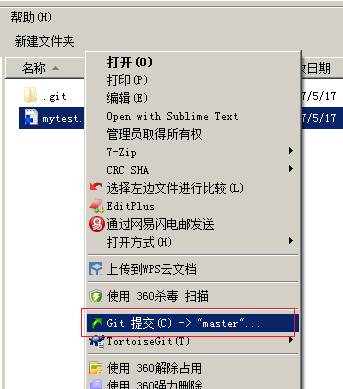 帮助(H)
新建文件夹
名称
改日期
.git
7/5/17
mytest.
7/5/17
打开(O)
打印(P)
编辑(E)
Open with Sublime Text
管理员取得所有权
7-Zip
CRC SHA
选择左边文件进行比较(L)
EditPlus
通过网易闪电邮发送
打开方式(H)
上传到WPS云文档
使用 360杀毒 扫描
Git 提交(C) -> "master"...
TortoiseGit(T)
使用 360解除占用
使用 360强力删除